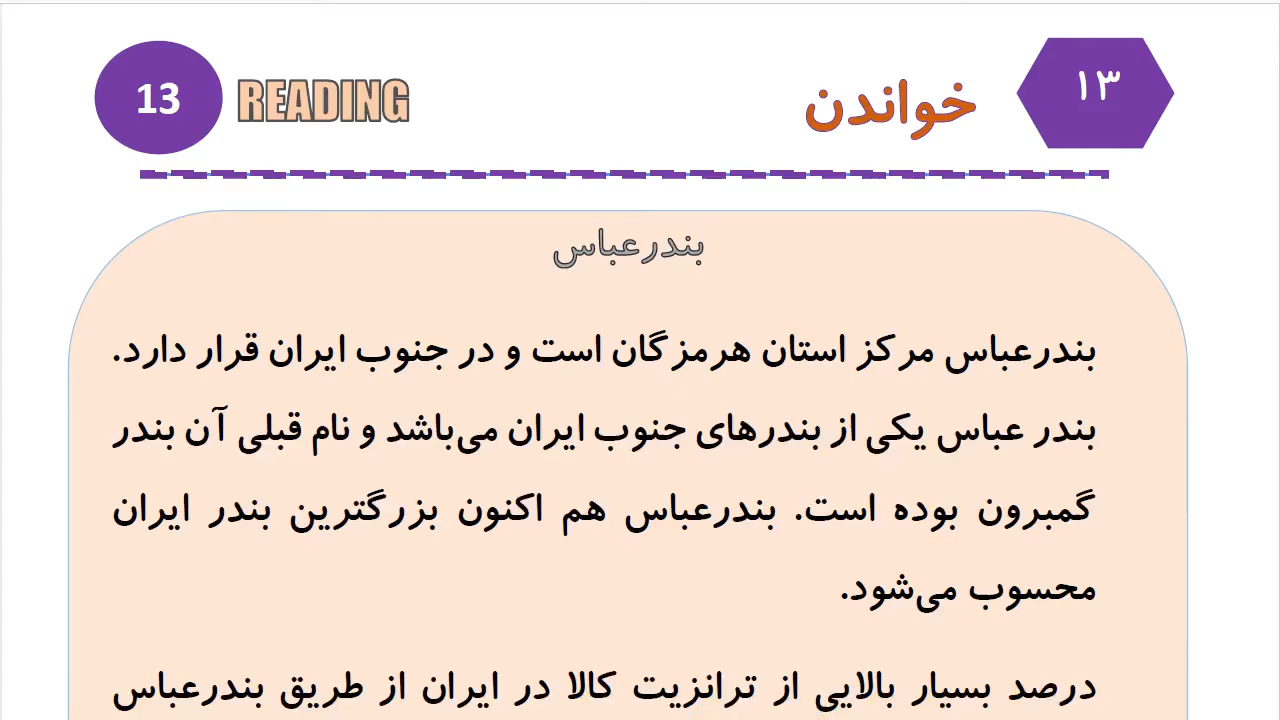 13 READING خواندن ۱۳
بندرعباس
بندرعباس مرکز استان هرمزگان است و در جنوب ایران قرار دارد.
بندر عباس یکی از بندرهای جنوب ایران می‌باشد و نام قبلی آن بندر
گمبرون بوده است. بندرعباس هم اکنون بزرگترین بندر ایران
محسوب می‌شود.
درصد بسیار بالایی از ترانزیت کالا در ایران از طریق بندرعباس